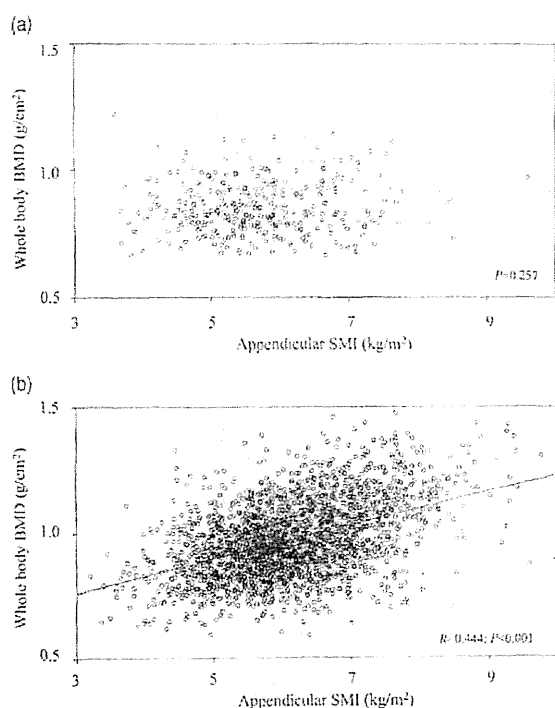 (a)
1.5
1.0
0.5
Whole body BMD (g/cm²)
P=0.257
3 5 7 9
Appendicular SMI (kg/m²)
(b)
1.5
1.0
0.5
Whole body BMD (g/cm²)
R=0.444; P<0.001
3 5 7 9
Appendicular SMI (kg/m²)